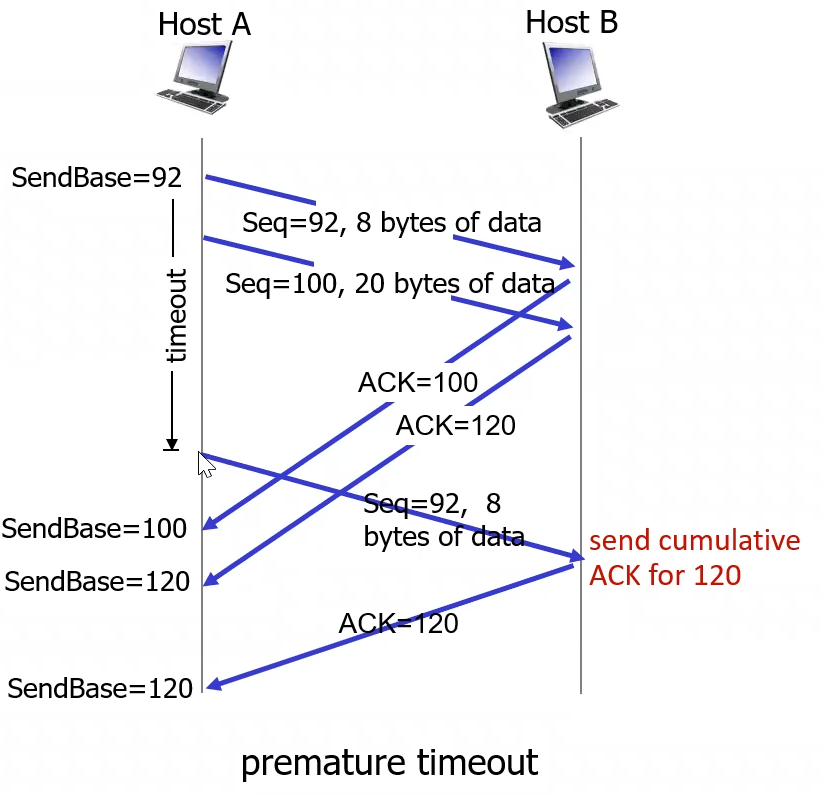 Host A
Host B
SendBase=92
Seq=92, 8 bytes of data
Seq=100, 20 bytes of data
timeout
ACK=100
ACK=120
Seq=92,  8
bytes of data
SendBase=100
send cumulative
ACK for 120
SendBase=120
ACK=120
SendBase=120
premature timeout